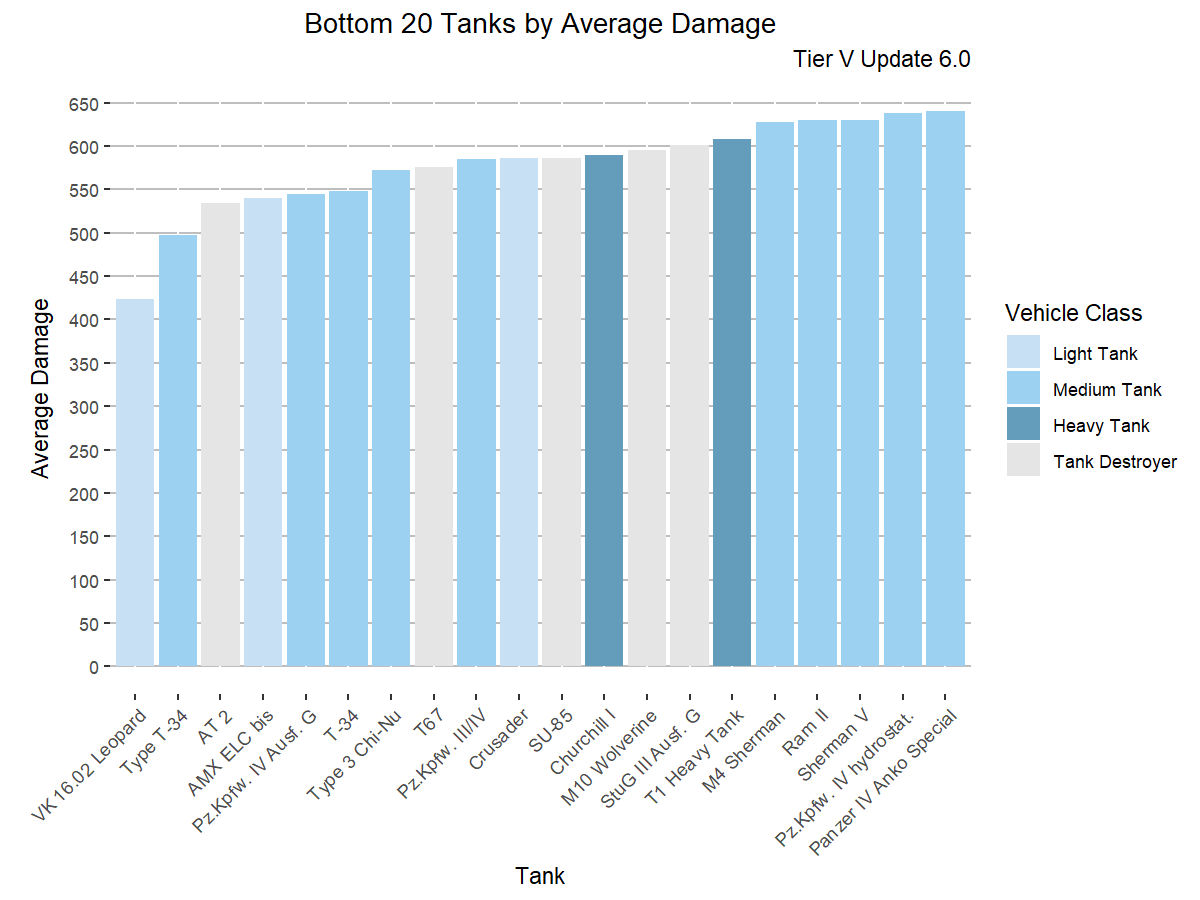 Bottom 20 Tanks by Average Damage
Tier V Update 6.0
Average Damage
650
600
550
500
450
400
350
300
250
200
150
100
50
0
VK 16.02 Leopard
Type T-34
AT 2
AMX ELC bis
Pz.Kpfw. IV Ausf. G
T-34
Type 3 Chi-Nu
T67
Pz.Kpfw. III/IV
Crusader
SU-85
Churchill I
M10 Wolverine
StuG III Ausf. G
T1 Heavy Tank
M4 Sherman
Ram II
Sherman V
Pz.Kpfw. IV hydrostat.
Panzer IV Anko Special
Tank
Vehicle Class
Light Tank
Medium Tank
Heavy Tank
Tank Destroyer